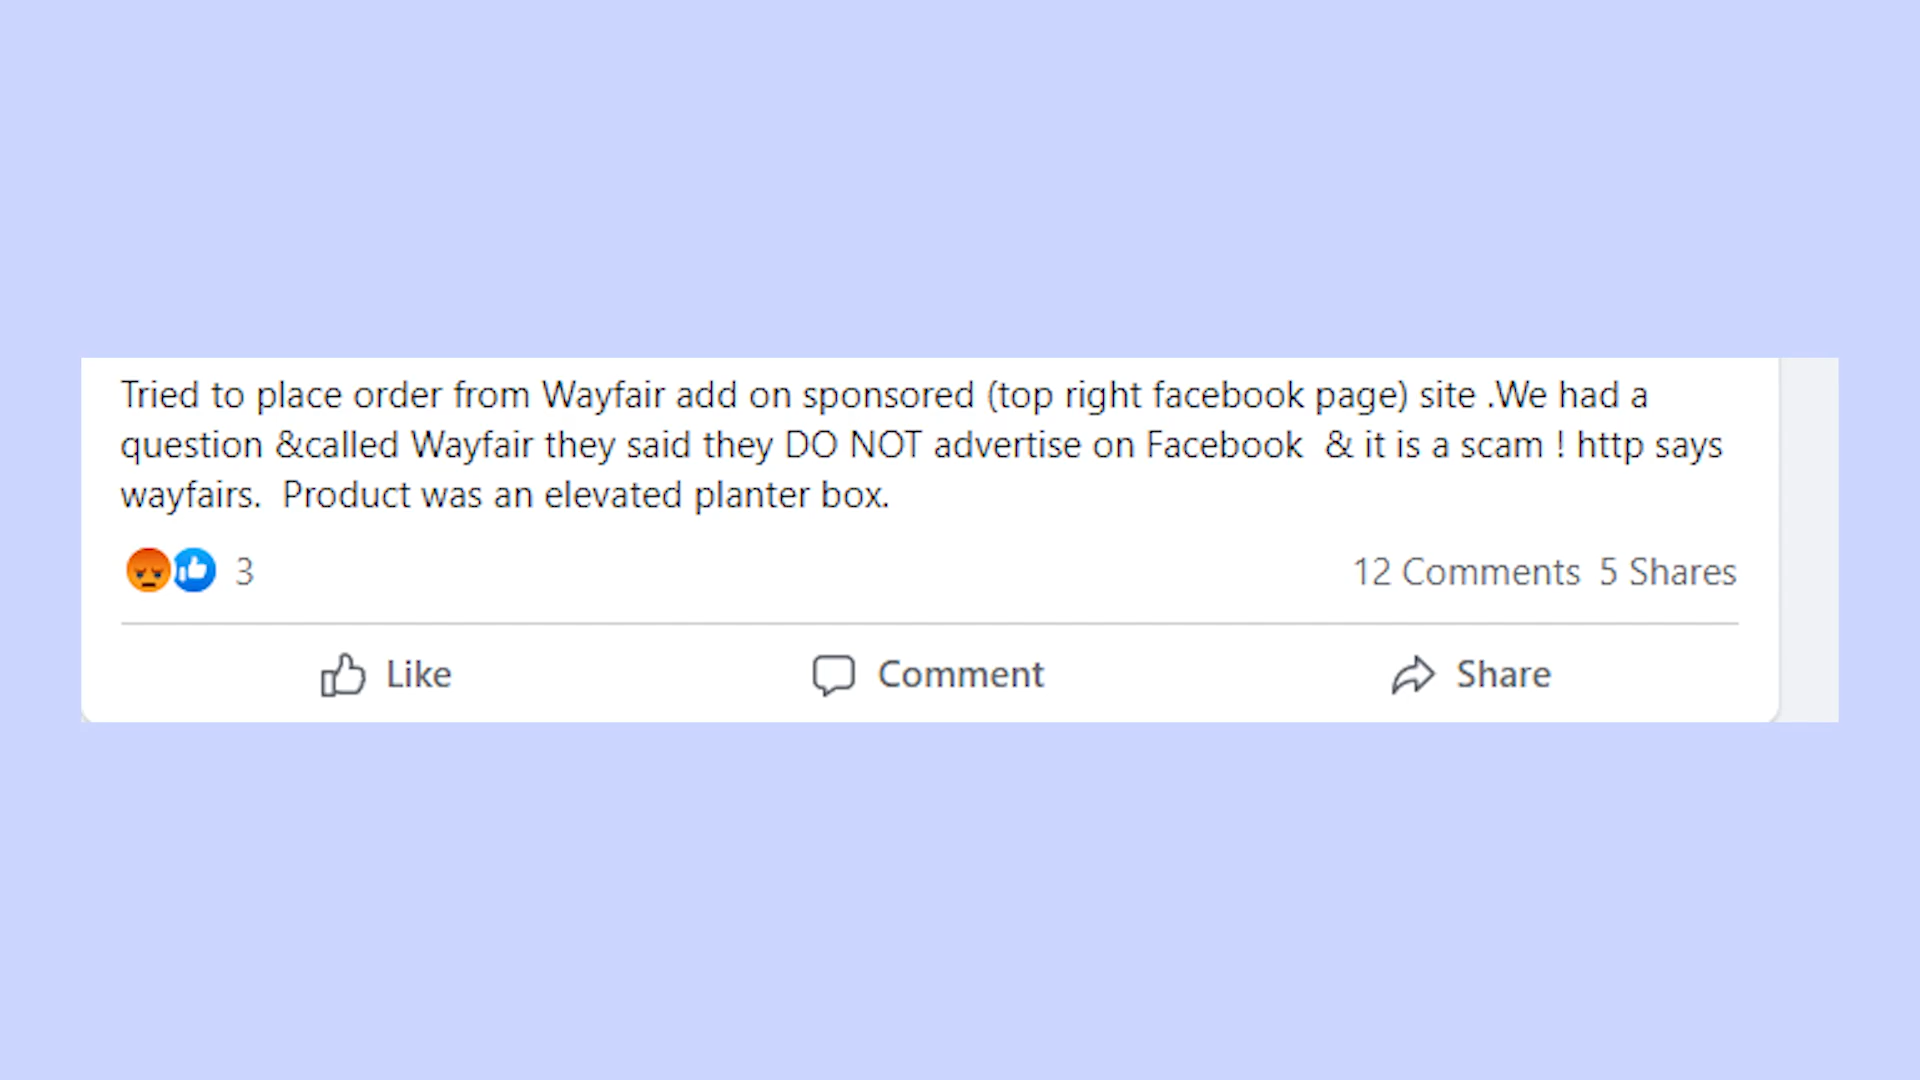 Tried to place order from Wayfair add on sponsored (top right facebook page) site .We had a
question &called Wayfair they said they DO NOT advertise on Facebook  & it is a scam ! http says
wayfairs.  Product was an elevated planter box.
3
12 Comments 5 Shares
Like
Comment
Share